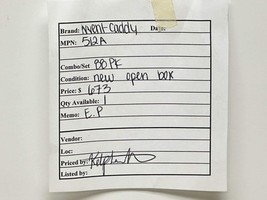 Brand: Nvent-Caddy Date:
MPN: 512A
Combo/Set 88 PK
Condition: new open box
Price: $ 673
Qty Available: 1
Memo: E.P
Vendor:
Loc:
Priced by:
Listed by: